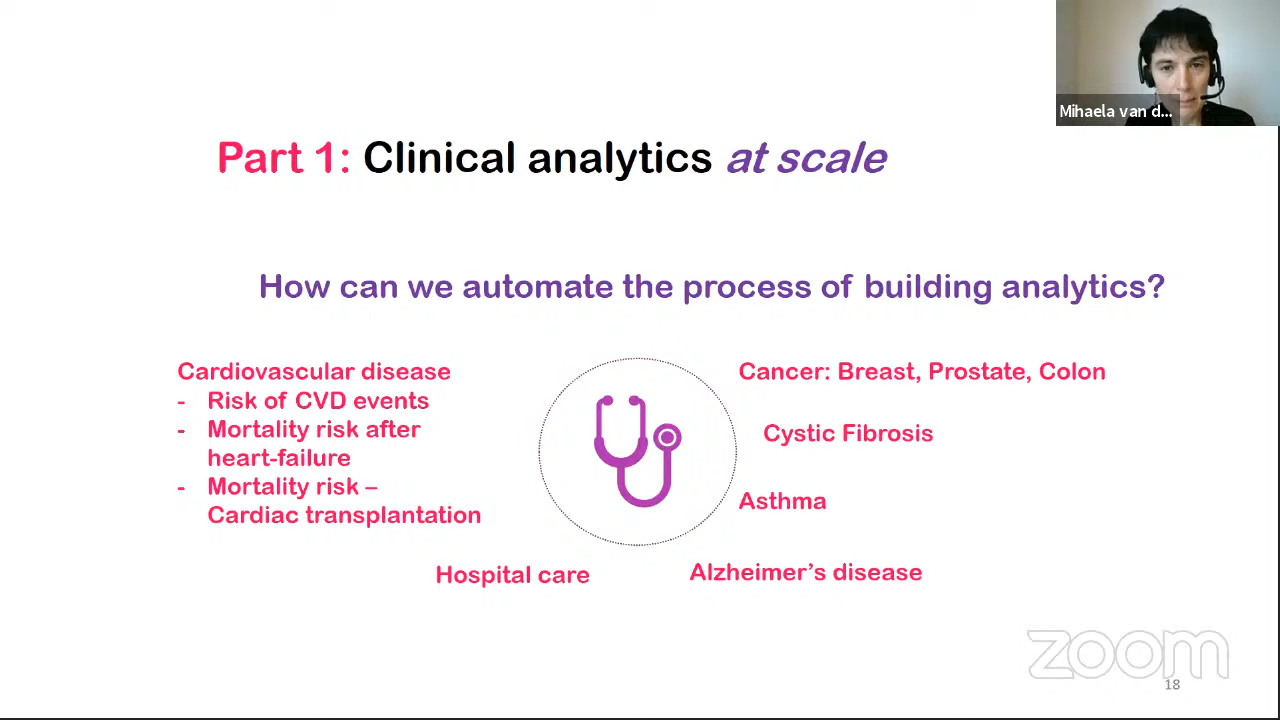 Mihaela van d...
Part 1: Clinical analytics at scale
How can we automate the process of building analytics?
Cardiovascular disease
- Risk of CVD events
- Mortality risk after
heart-failure
- Mortality risk –
Cardiac transplantation
Cancer: Breast, Prostate, Colon
Cystic Fibrosis
Asthma
Hospital care
Alzheimer’s disease
zoom
18